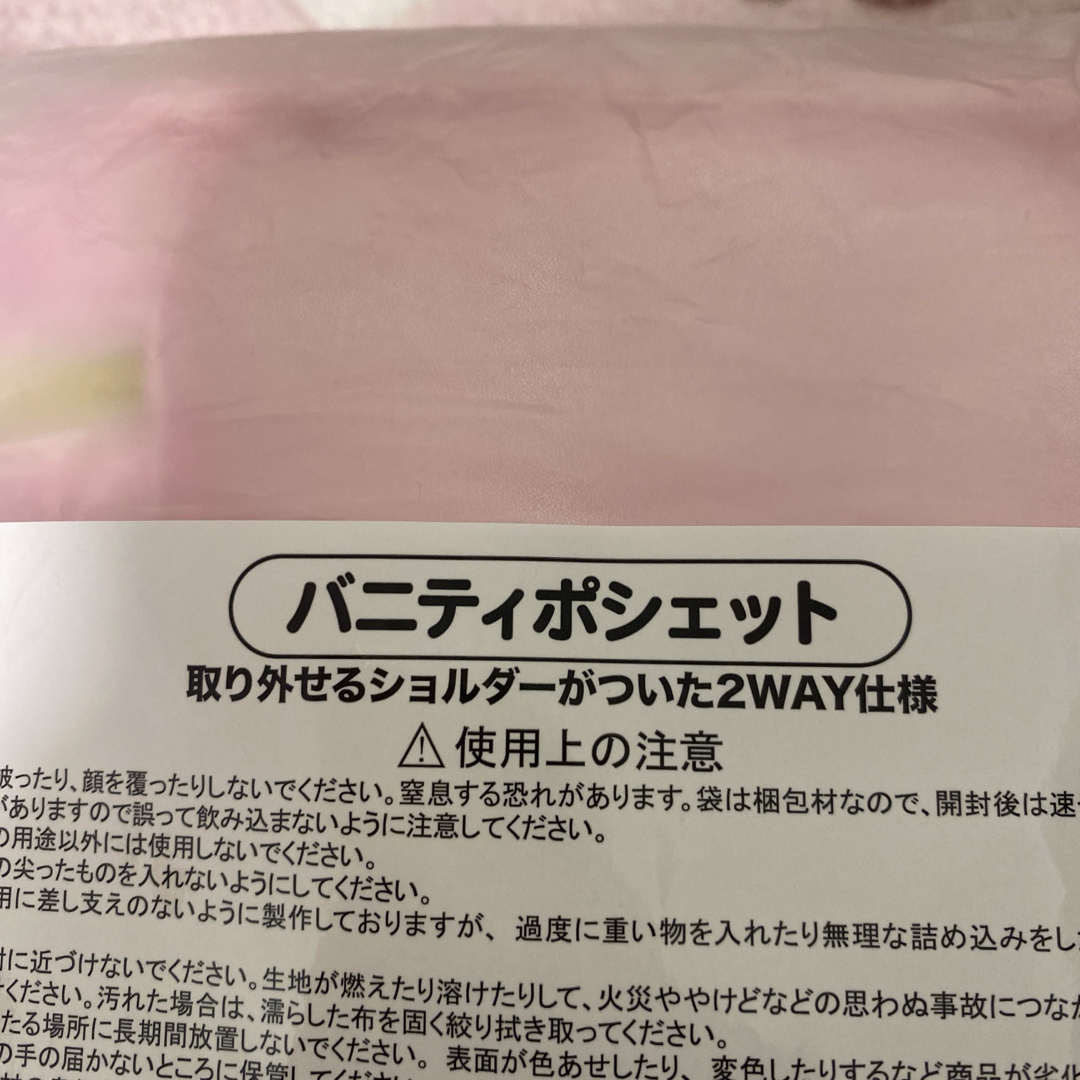 バニティポシェット
取り外せるショルダーがついた2WAY仕様
⚠使用上の注意
破ったり、顔を覆ったりしないでください。窒息する恐れがあります。袋は梱包材なので、開封後は速
がありますので誤って飲み込まないように注意してください。
の用途以外には使用しないでください。
の尖ったものを入れないようにしてください。
用に差し支えのないように製作しておりますが、過度に重い物を入れたり無理な詰め込みをし
に近づけないでください。生地が燃えたり溶けたりして、火災ややけどなどの思わぬ事故につなが
ください。汚れた場合は、濡らした布を固く絞り拭き取ってください。
たる場所に長期間放置しないでください。表面が色あせしたり、変色したりするなど商品が劣化
の手の届かないところに保管してください